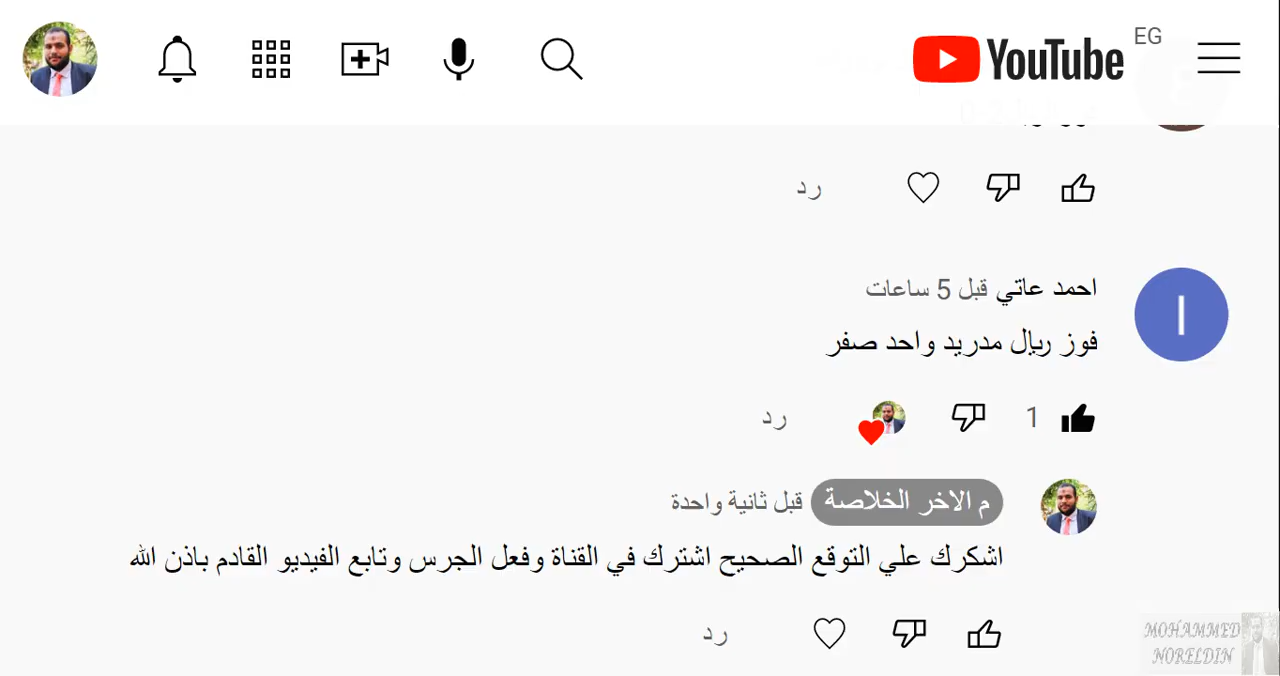 YouTube EG
رد
احمد عاتي قبل 5 ساعات
ا
فوز ريال مدريد واحد صفر
1
رد
م الاخر الخلاصة قبل ثانية واحدة
اشكرك علي التوقع الصحيح اشترك في القناة وفعل الجرس وتابع الفيديو القادم باذن الله
رد
MOHAMMED
NORELDIN